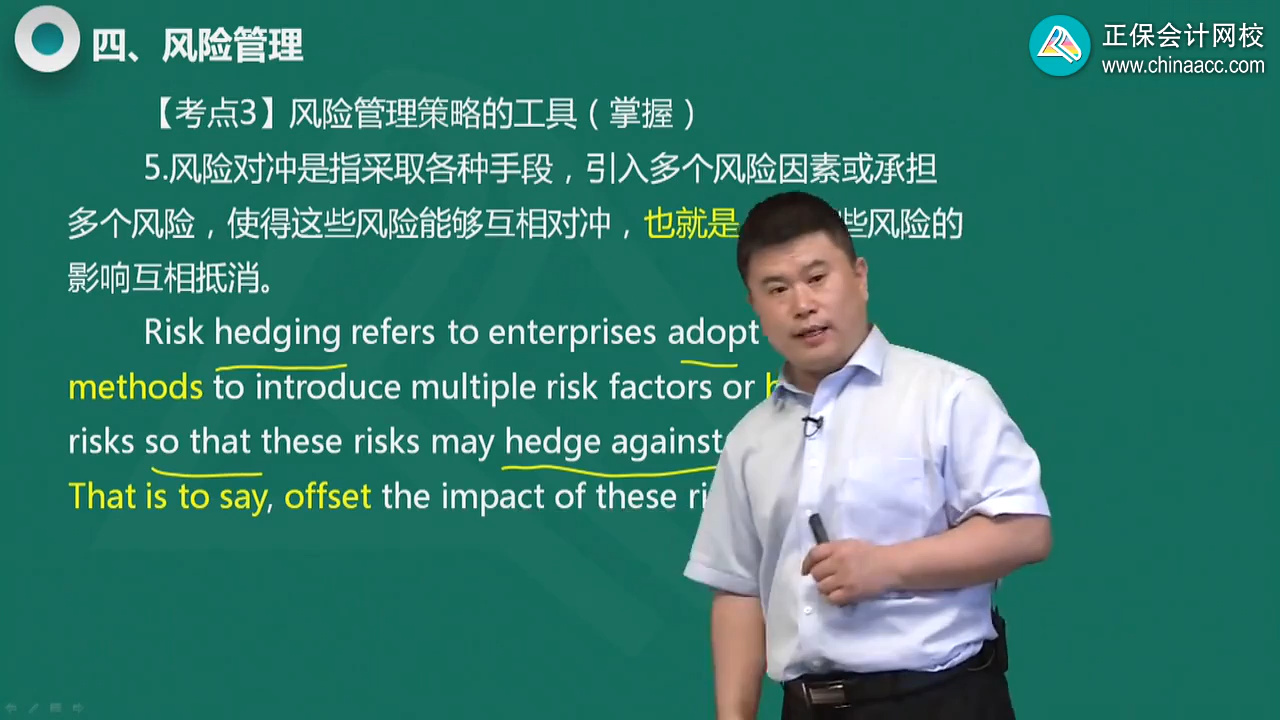 四、风险管理
正保会计网校
www.chinaacc.com
【考点3】风险管理策略的工具（掌握）
5.风险对冲是指采取各种手段，引入多个风险因素或承担
多个风险，使得这些风险能够互相对冲，也就是 些风险的
影响互相抵消。
Risk hedging refers to enterprises adopt
methods to introduce multiple risk factors or
risks so that these risks may hedge against
That is to say, offset the impact of these